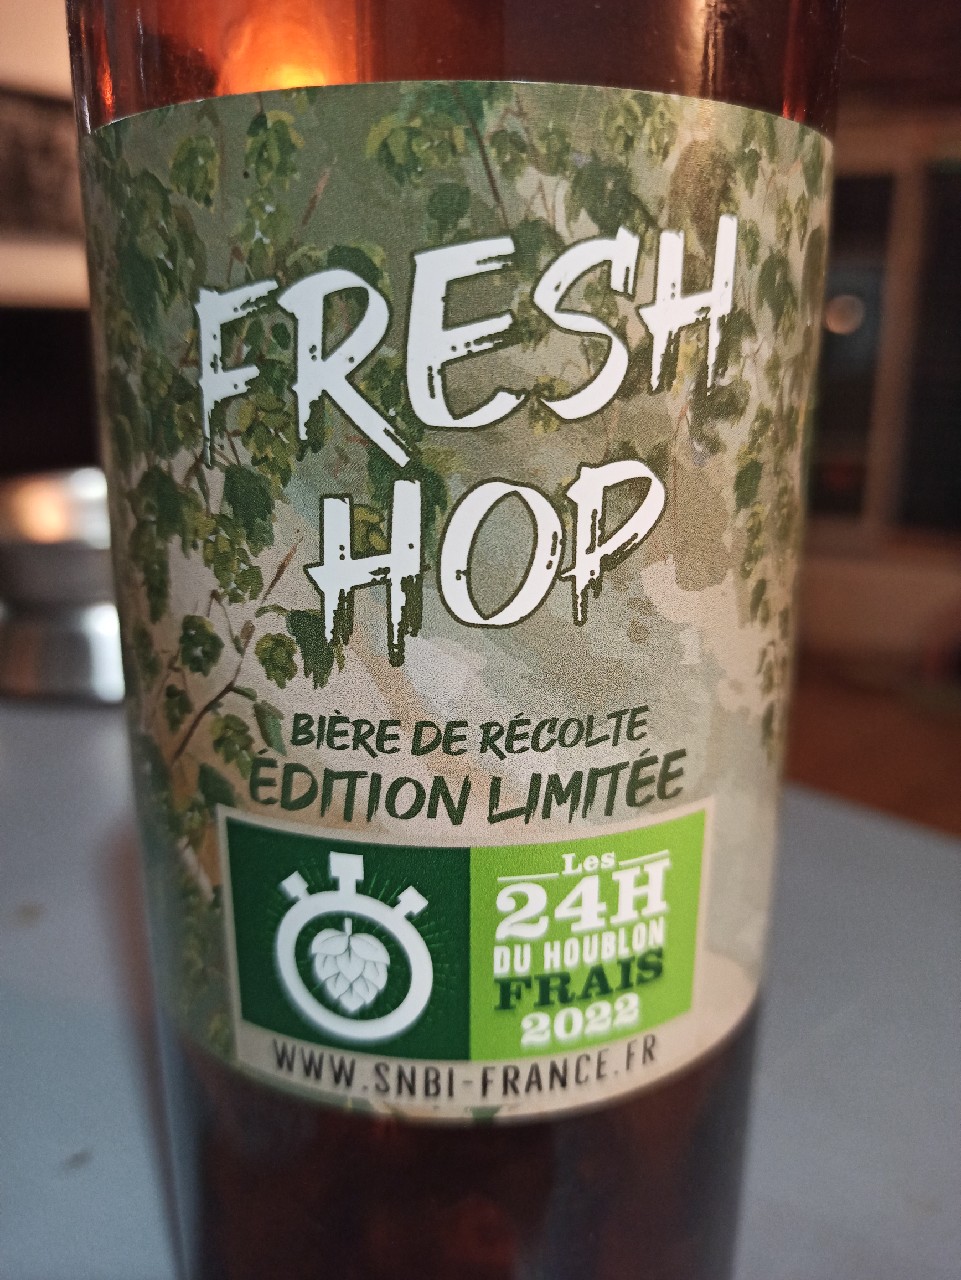 FRESH
HOP
BIÈRE DE RÉCOLTE
ÉDITION LIMITÉE
Les
24H
DU HOUBLON
FRAIS
2022
WWW.SNBI-FRANCE.FR